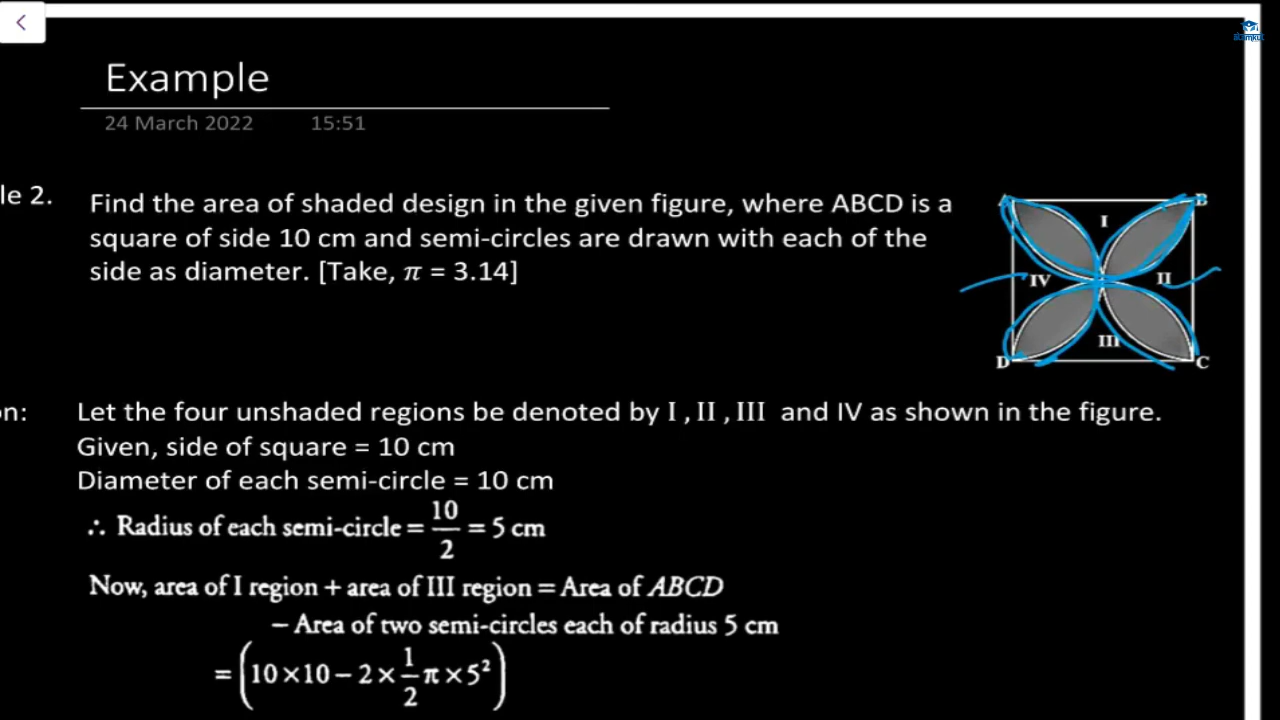 Example
24 March 2022 15:51
le 2. Find the area of shaded design in the given figure, where ABCD is a
square of side 10 cm and semi-circles are drawn with each of the
side as diameter. [Take, π = 3.14]
A B
I
IV II
III
D C
on: Let the four unshaded regions be denoted by I , II , III and IV as shown in the figure.
Given, side of square = 10 cm
Diameter of each semi-circle = 10 cm
∴ Radius of each semi-circle = 10/2 = 5 cm
Now, area of I region + area of III region = Area of ABCD
− Area of two semi-circles each of radius 5 cm
= (10 × 10 − 2 × 1/2 π × 5²)